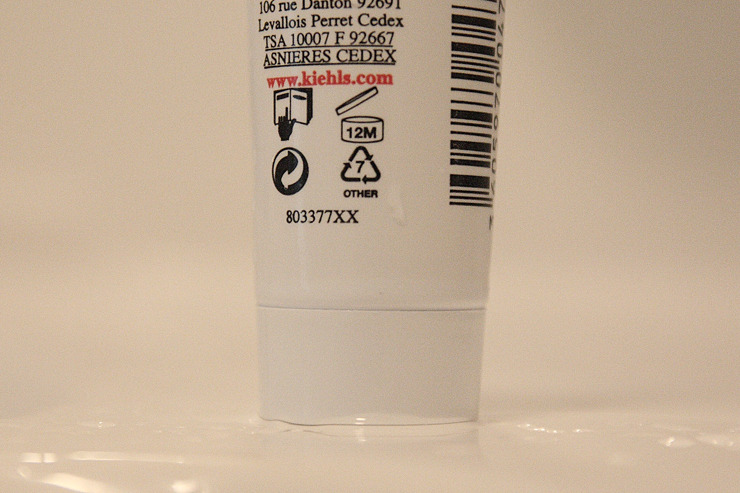 106 rue Danton 92691
Levallois Perret Cedex
TSA 10007 F 92667
ASNIERES CEDEX
www.kiehls.com
12M
7
OTHER
803377XX